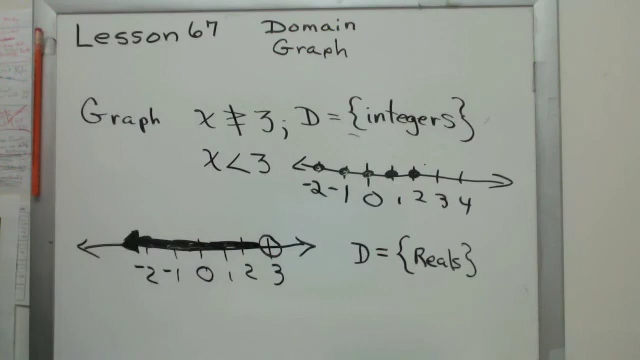 Lesson 67 Domain
Graph
Graph x ≱ 3; D = {integers}
x < 3
-2 -1 0 1 2 3 4
D = {Reals}
-2 -1 0 1 2 3